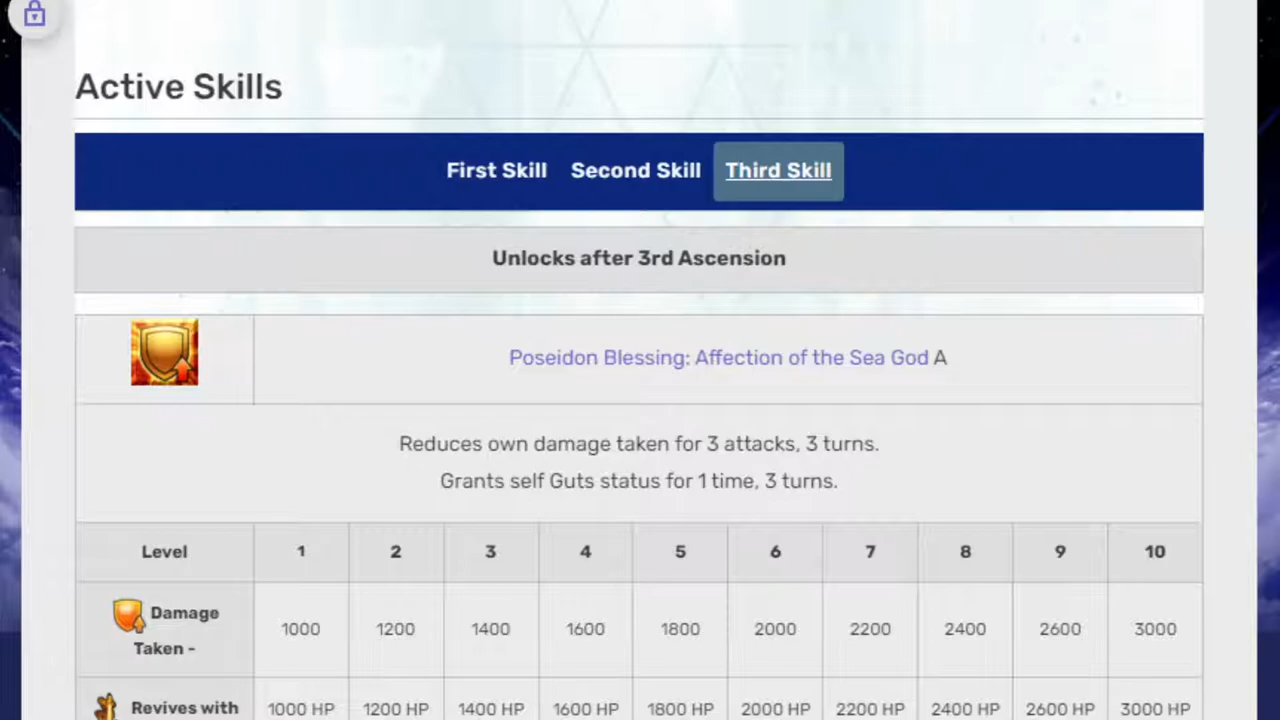 Active Skills
First Skill Second Skill Third Skill
Unlocks after 3rd Ascension
Poseidon Blessing: Affection of the Sea God A
Reduces own damage taken for 3 attacks, 3 turns.
Grants self Guts status for 1 time, 3 turns.
Level 1 2 3 4 5 6 7 8 9 10
Damage
Taken - 1000 1200 1400 1600 1800 2000 2200 2400 2600 3000
Revives with 1000 HP 1200 HP 1400 HP 1600 HP 1800 HP 2000 HP 2200 HP 2400 HP 2600 HP 3000 HP